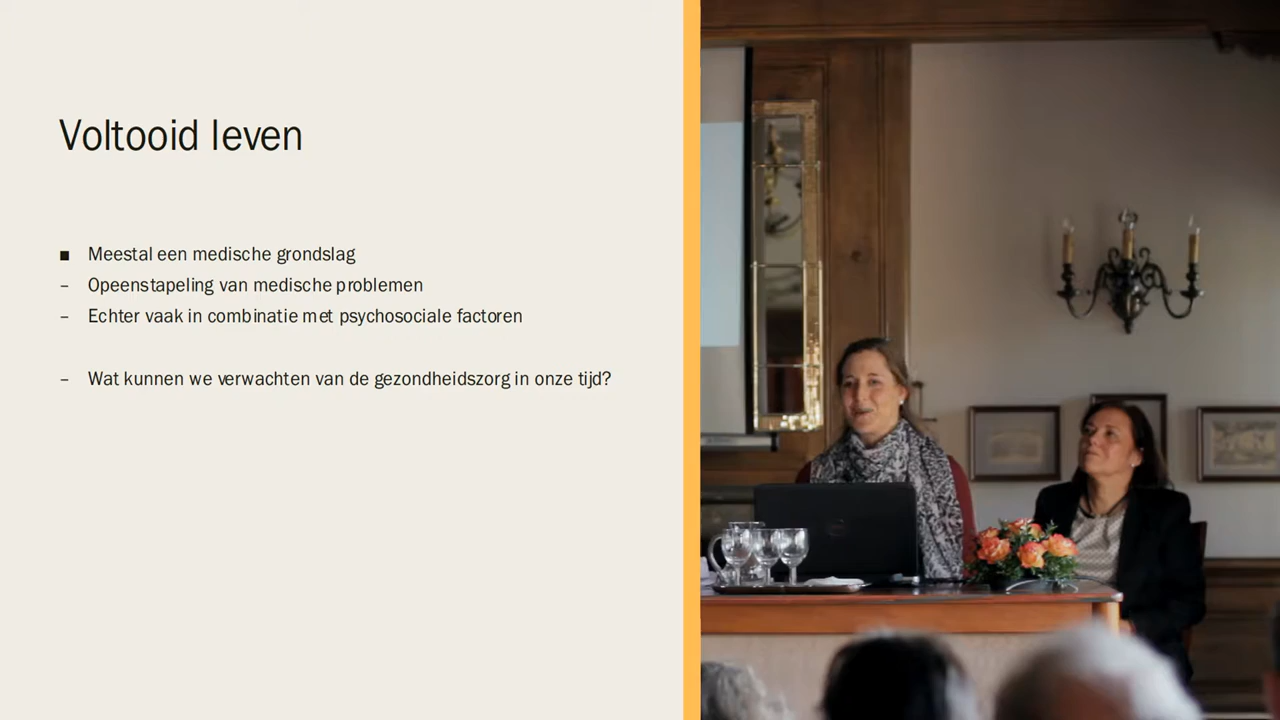 Voltooid leven
■ Meestal een medische grondslag
– Opeenstapeling van medische problemen
– Echter vaak in combinatie met psychosociale factoren
– Wat kunnen we verwachten van de gezondheidszorg in onze tijd?